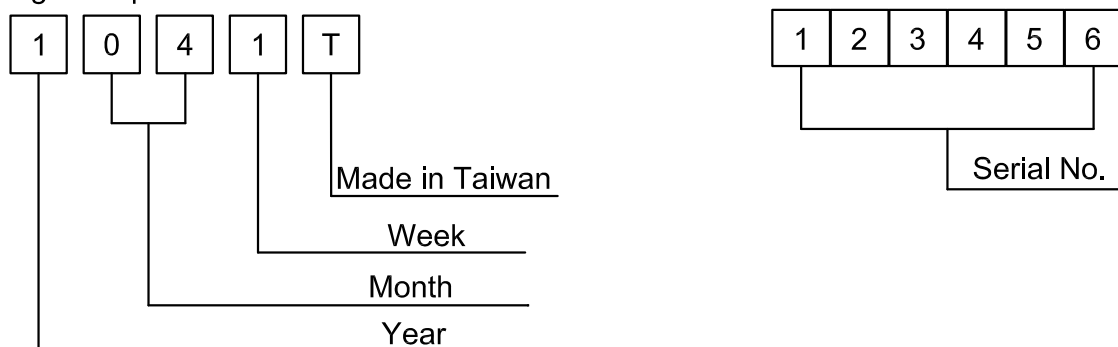 1 0 4 1 T
1 2 3 4 5 6
Made in Taiwan
Serial No.
Week
Month
Year